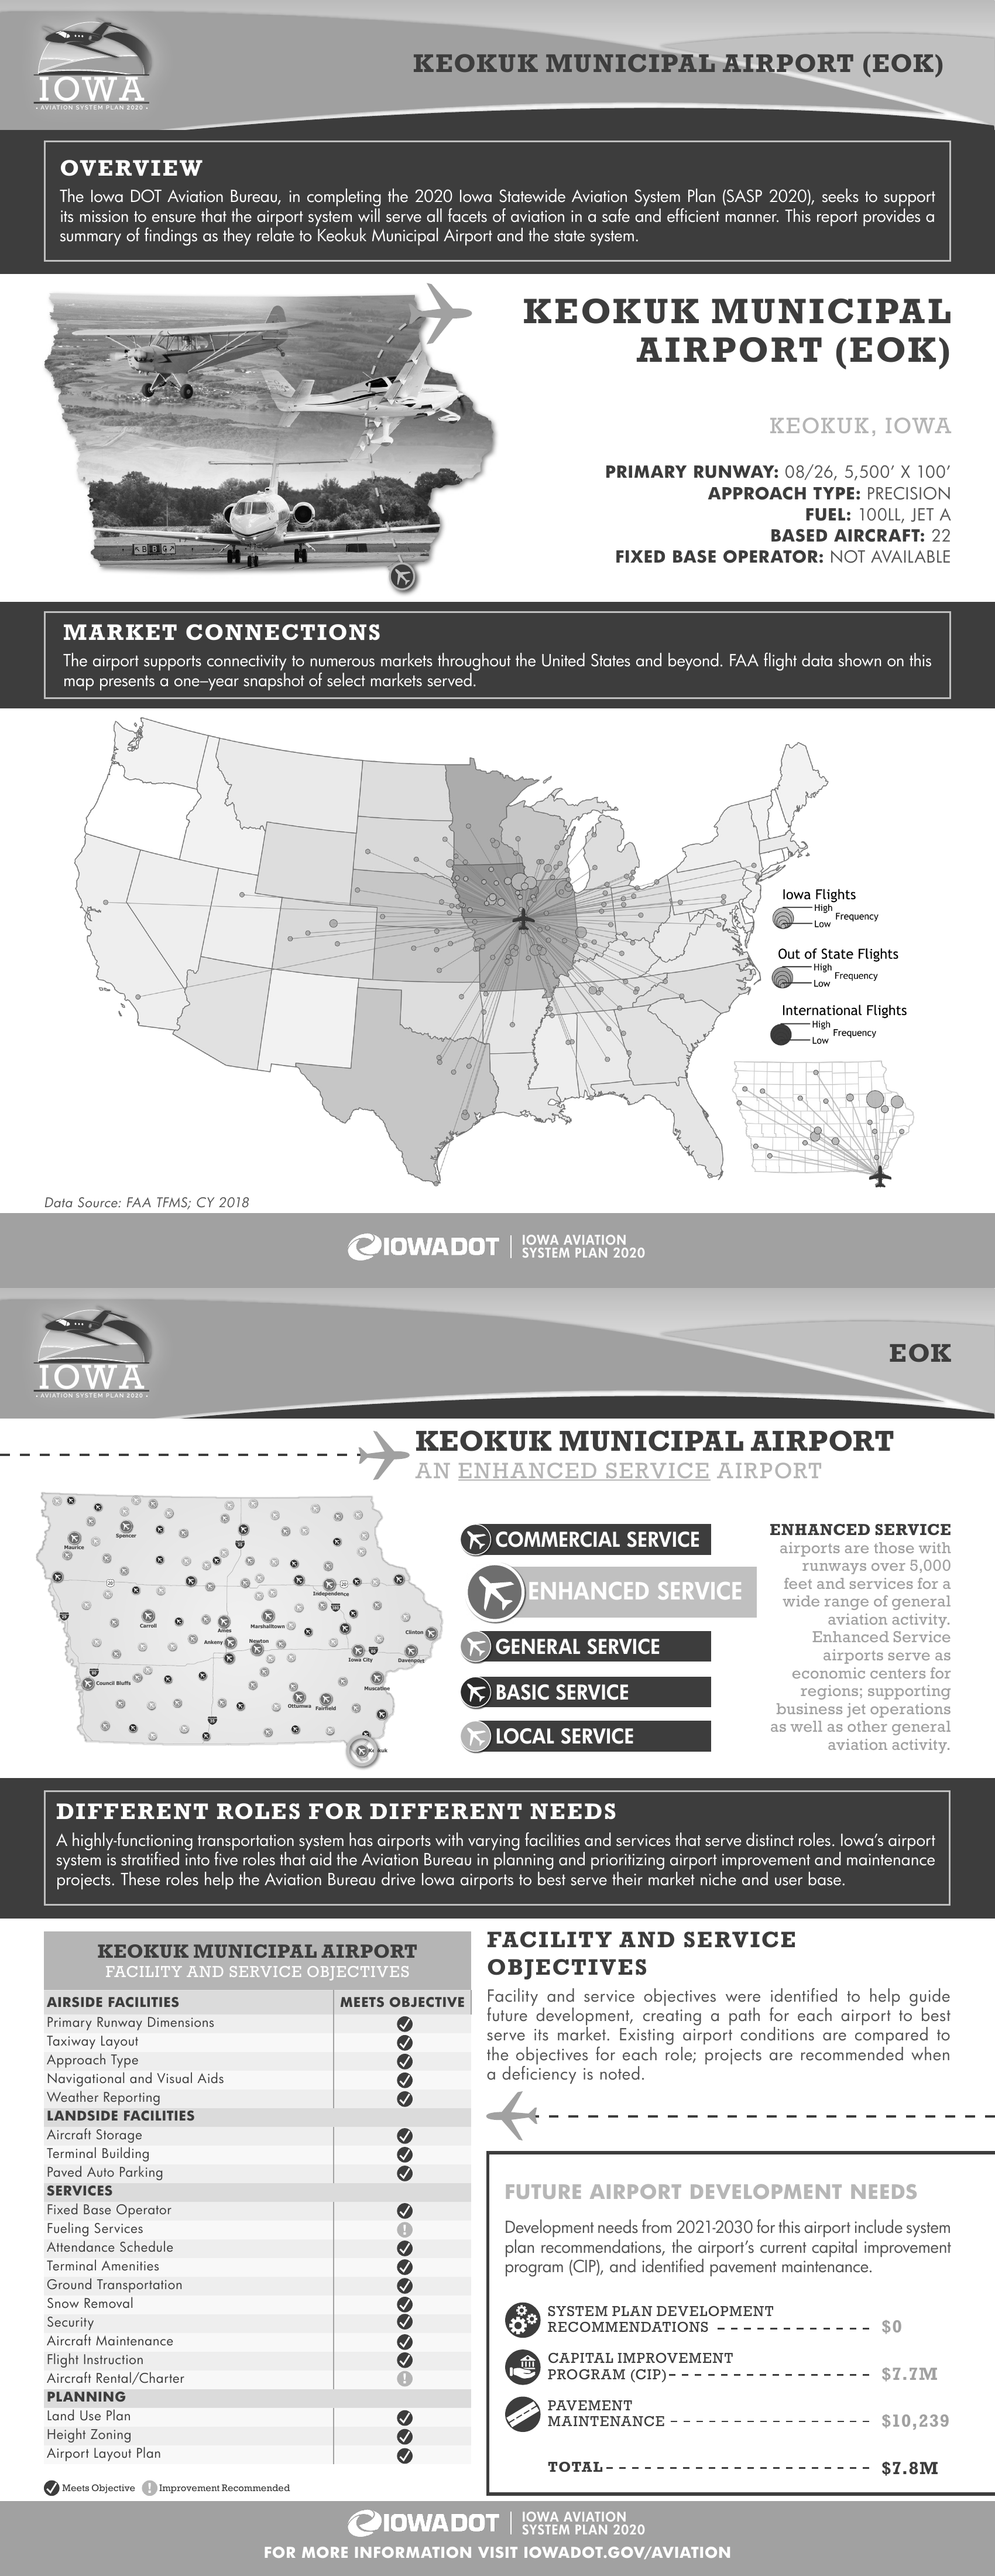 IOWA
• AVIATION SYSTEM PLAN 2020 •
KEOKUK MUNICIPAL AIRPORT (EOK)
OVERVIEW
The Iowa DOT Aviation Bureau, in completing the 2020 Iowa Statewide Aviation System Plan (SASP 2020), seeks to support
its mission to ensure that the airport system will serve all facets of aviation in a safe and efficient manner. This report provides a
summary of findings as they relate to Keokuk Municipal Airport and the state system.
KEOKUK MUNICIPAL
AIRPORT (EOK)
KEOKUK, IOWA
PRIMARY RUNWAY: 08/26, 5,500’ X 100’
APPROACH TYPE: PRECISION
FUEL: 100LL, JET A
BASED AIRCRAFT: 22
FIXED BASE OPERATOR: NOT AVAILABLE
MARKET CONNECTIONS
The airport supports connectivity to numerous markets throughout the United States and beyond. FAA flight data shown on this
map presents a one–year snapshot of select markets served.
Iowa Flights
High
Frequency
Low
Out of State Flights
High
Frequency
Low
International Flights
High
Frequency
Low
Data Source: FAA TFMS; CY 2018
IOWADOT
IOWA AVIATION
SYSTEM PLAN 2020
IOWA
• AVIATION SYSTEM PLAN 2020 •
EOK
KEOKUK MUNICIPAL AIRPORT
AN ENHANCED SERVICE AIRPORT
Spencer
Maurice
Independence
Carroll
Ames
Marshalltown
Clinton
Ankeny
Newton
Iowa City
Davenport
Council Bluffs
Muscatine
Ottumwa
Fairfield
COMMERCIAL SERVICE
ENHANCED SERVICE
GENERAL SERVICE
BASIC SERVICE
LOCAL SERVICE
ENHANCED SERVICE
airports are those with
runways over 5,000
feet and services for a
wide range of general
aviation activity.
Enhanced Service
airports serve as
economic centers for
regions; supporting
business jet operations
as well as other general
aviation activity.
DIFFERENT ROLES FOR DIFFERENT NEEDS
A highly-functioning transportation system has airports with varying facilities and services that serve distinct roles. Iowa’s airport
system is stratified into five roles that aid the Aviation Bureau in planning and prioritizing airport improvement and maintenance
projects. These roles help the Aviation Bureau drive Iowa airports to best serve their market niche and user base.
KEOKUK MUNICIPAL AIRPORT
FACILITY AND SERVICE OBJECTIVES
AIRSIDE FACILITIES MEETS OBJECTIVE
Primary Runway Dimensions
Taxiway Layout
Approach Type
Navigational and Visual Aids
Weather Reporting
LANDSIDE FACILITIES
Aircraft Storage
Terminal Building
Paved Auto Parking
SERVICES
Fixed Base Operator
Fueling Services
Attendance Schedule
Terminal Amenities
Ground Transportation
Snow Removal
Security
Aircraft Maintenance
Flight Instruction
Aircraft Rental/Charter
PLANNING
Land Use Plan
Height Zoning
Airport Layout Plan
Meets Objective Improvement Recommended
FACILITY AND SERVICE
OBJECTIVES
Facility and service objectives were identified to help guide
future development, creating a path for each airport to best
serve its market. Existing airport conditions are compared to
the objectives for each role; projects are recommended when
a deficiency is noted.
FUTURE AIRPORT DEVELOPMENT NEEDS
Development needs from 2021-2030 for this airport include system
plan recommendations, the airport’s current capital improvement
program (CIP), and identified pavement maintenance.
SYSTEM PLAN DEVELOPMENT
RECOMMENDATIONS $0
CAPITAL IMPROVEMENT
PROGRAM (CIP) $7.7M
PAVEMENT
MAINTENANCE $10,239
TOTAL $7.8M
IOWADOT
IOWA AVIATION
SYSTEM PLAN 2020
FOR MORE INFORMATION VISIT IOWADOT.GOV/AVIATION